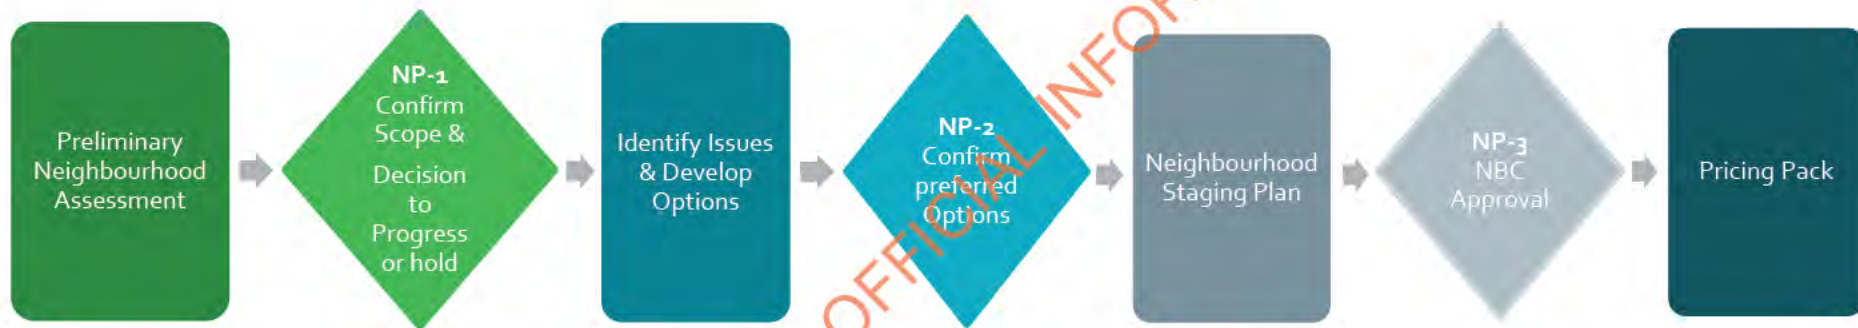 Preliminary
Neighbourhood
Assessment
NP-1
Confirm
Scope &
Decision
to
Progress
or hold
Identify Issues
& Develop
Options
NP-2
Confirm
preferred
Options
Neighbourhood
Staging Plan
NP-3
NBC
Approval
Pricing Pack
OFFICIAL